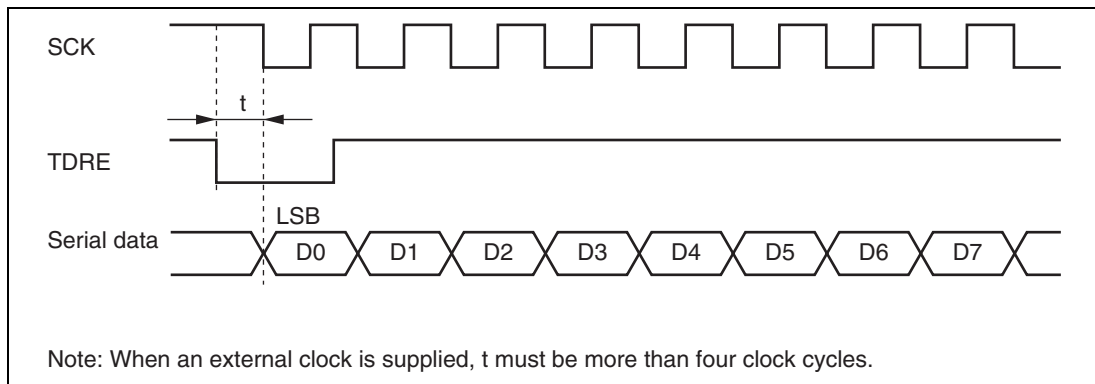 SCK
t
TDRE
LSB
Serial data D0 D1 D2 D3 D4 D5 D6 D7
Note: When an external clock is supplied, t must be more than four clock cycles.